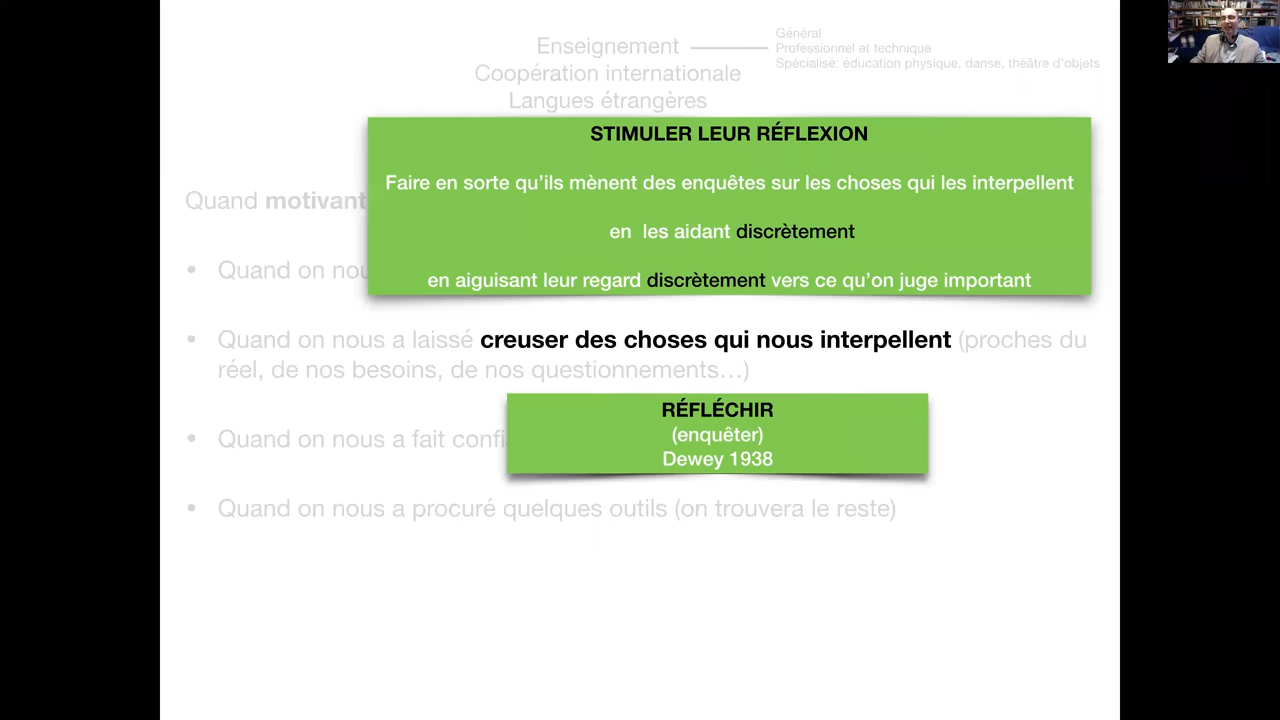 Enseignement
Général
Professionnel et technique
Spécialisé: éducation physique, danse, théâtre d'objets
Coopération internationale
Langues étrangères
STIMULER LEUR RÉFLEXION
Faire en sorte qu'ils mènent des enquêtes sur les choses qui les interpellent
en les aidant discrètement
en aiguisant leur regard discrètement vers ce qu'on juge important
Quand motivant
• Quand on nou
• Quand on nous a laissé creuser des choses qui nous interpellent (proches du
réel, de nos besoins, de nos questionnements…)
RÉFLÉCHIR
(enquêter)
Dewey 1938
• Quand on nous a fait confi
• Quand on nous a procuré quelques outils (on trouvera le reste)